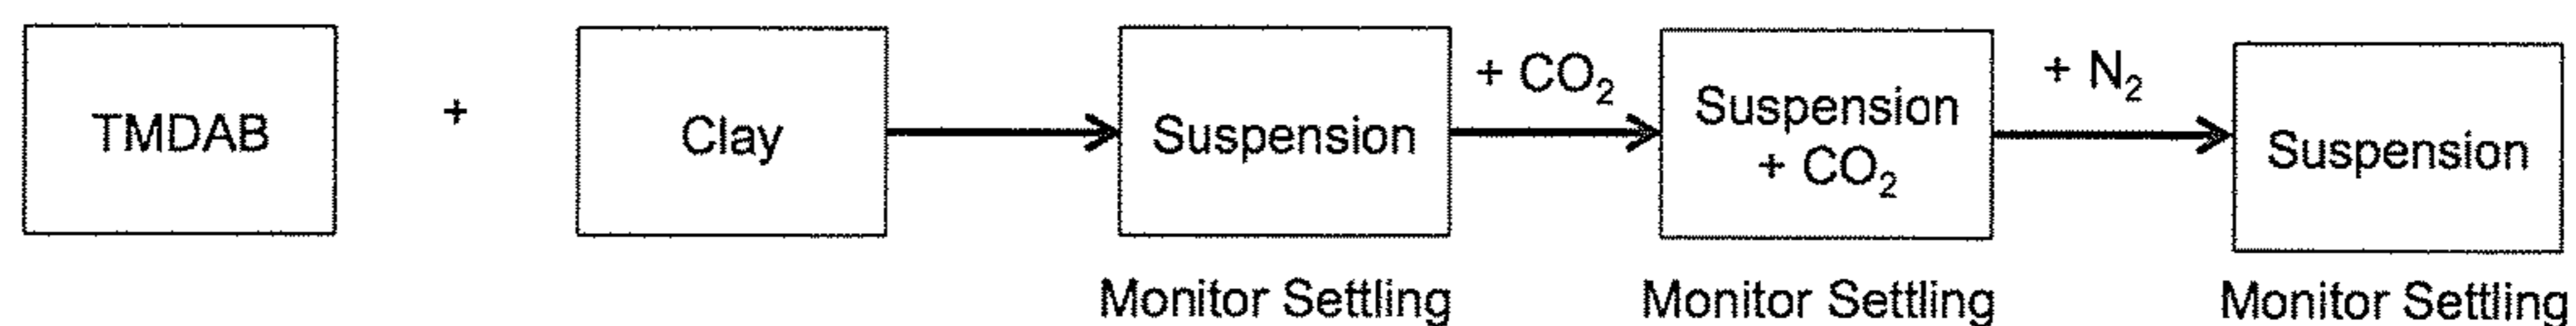 TMDAB
+
Clay
Suspension
+ CO₂
Suspension
+ CO₂
+ N₂
Suspension
Monitor Settling
Monitor Settling
Monitor Settling